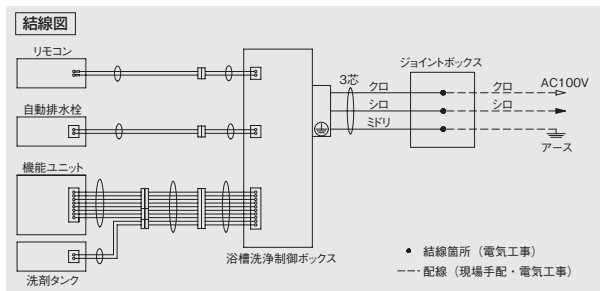 結線図
リモコン
自動排水栓
機能ユニット
洗剤タンク
浴槽洗浄制御ボックス
3芯
クロ
シロ
ミドリ
ジョイントボックス
クロ
シロ
AC100V
アース
● 結線箇所（電気工事）
--- 配線（現場手配・電気工事）